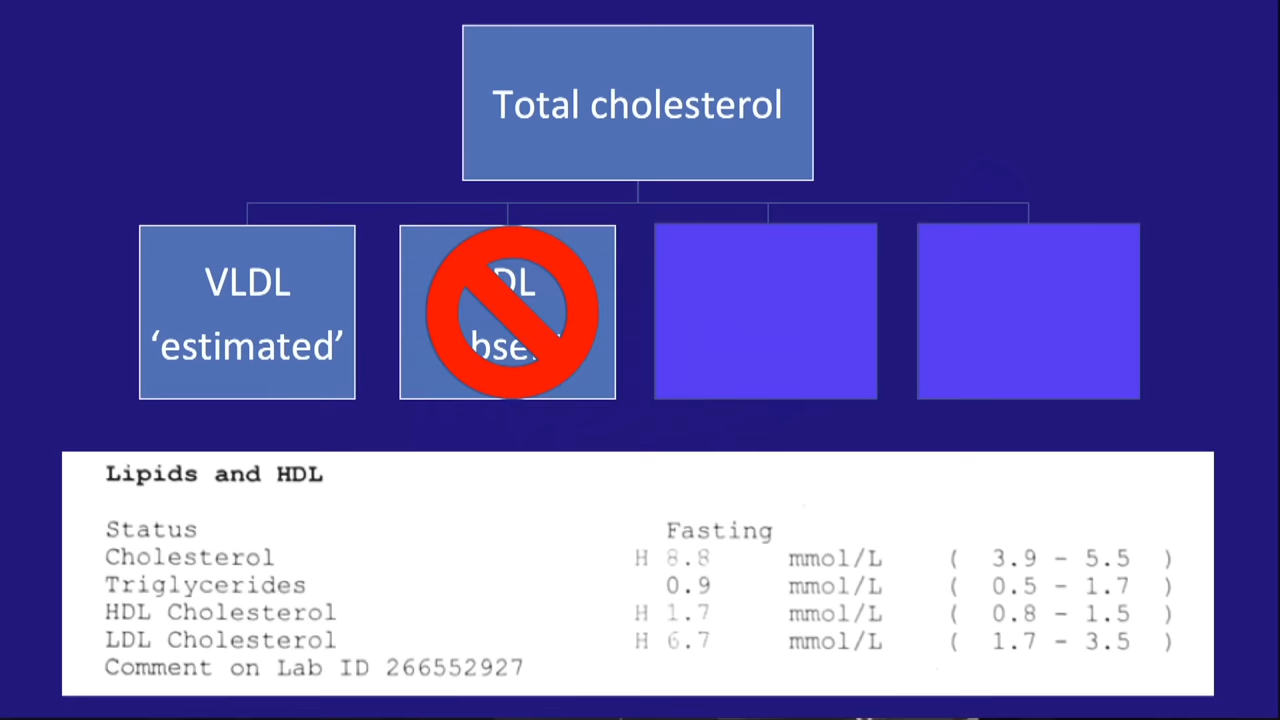 Total cholesterol
VLDL
'estimated'
DL
Lipids and HDL
Status Fasting
Cholesterol H 8.8 mmol/L ( 3.9 - 5.5 )
Triglycerides 0.9 mmol/L ( 0.5 - 1.7 )
HDL Cholesterol H 1.7 mmol/L ( 0.8 - 1.5 )
LDL Cholesterol H 6.7 mmol/L ( 1.7 - 3.5 )
Comment on Lab ID 266552927